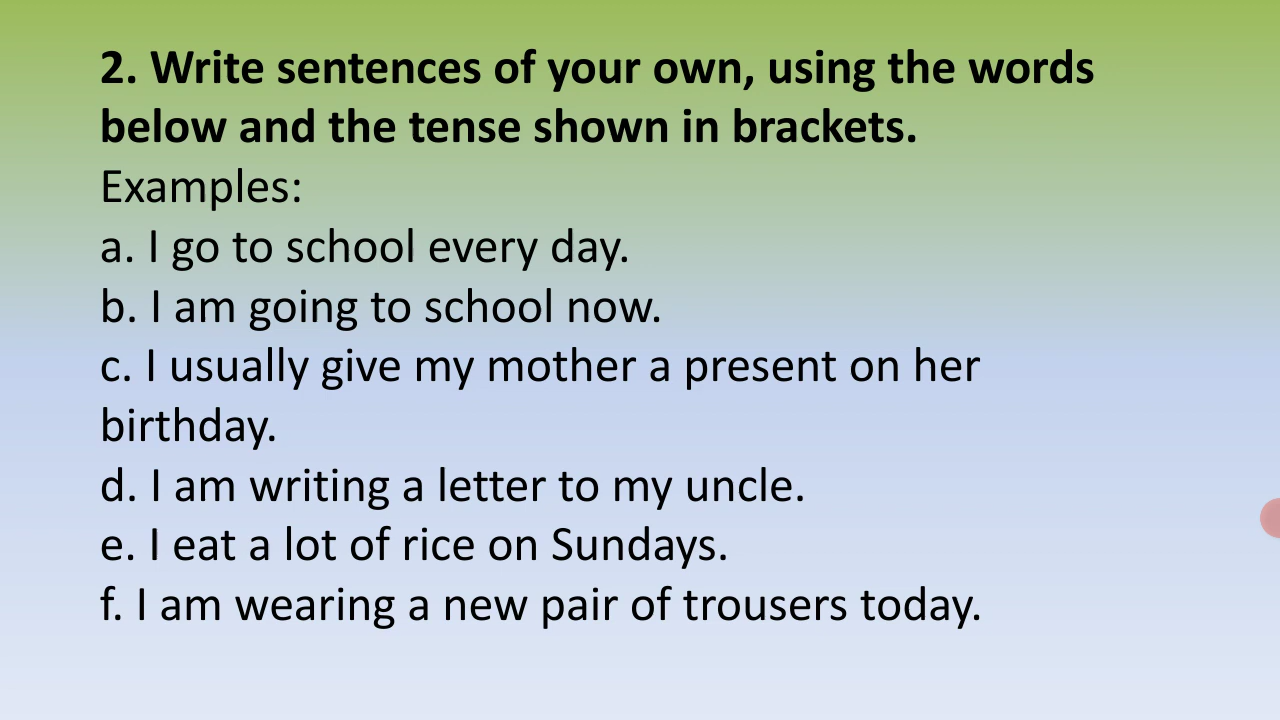 2. Write sentences of your own, using the words
below and the tense shown in brackets.
Examples:
a. I go to school every day.
b. I am going to school now.
c. I usually give my mother a present on her
birthday.
d. I am writing a letter to my uncle.
e. I eat a lot of rice on Sundays.
f. I am wearing a new pair of trousers today.